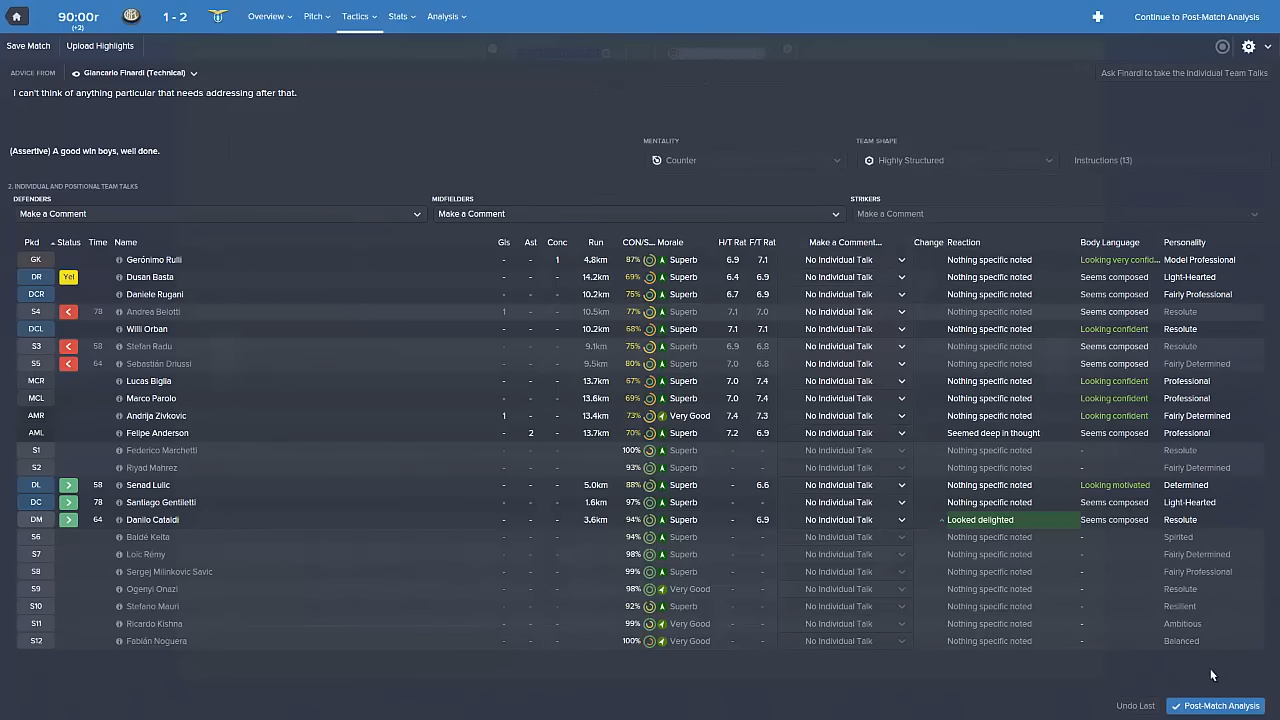 90:00r 1 - 2 Overview Pitch Tactics Stats Analysis Continue to Post-Match Analysis
(+2)
Save Match Upload Highlights
ADVICE FROM Giancarlo Finardi (Technical) Ask Finardi to take the Individual Team Talks
I can't think of anything particular that needs addressing after that.
MENTALITY TEAM SHAPE
(Assertive) A good win boys, well done.
Counter Highly Structured Instructions (13)
2. INDIVIDUAL AND POSITIONAL TEAM TALKS
DEFENDERS MIDFIELDERS STRIKERS
Make a Comment Make a Comment Make a Comment
Pkd Status Time Name Gls Ast Conc Run CON/S... Morale H/T Rat F/T Rat Make a Comment... Change Reaction Body Language Personality
GK Gerónimo Rulli - - 1 4.8km 87% Superb 6.9 7.1 No Individual Talk Nothing specific noted Looking very confid... Model Professional
DR Yel Dusan Basta - - - 14.2km 69% Superb 6.4 6.9 No Individual Talk Nothing specific noted Seems composed Light-Hearted
DCR Daniele Rugani - - - 10.2km 75% Superb 6.7 6.9 No Individual Talk Nothing specific noted Seems composed Fairly Professional
S4 78 Andrea Belotti 1 - - 10.5km 77% Superb 7.1 7.0 No Individual Talk Nothing specific noted Seems composed Resolute
DCL Willi Orban - - - 10.2km 68% Superb 7.1 7.1 No Individual Talk Nothing specific noted Looking confident Resolute
S3 58 Stefan Radu - - - 9.1km 75% Superb 6.9 6.8 No Individual Talk Nothing specific noted Seems composed Resolute
S5 64 Sebastián Driussi - - - 9.5km 80% Superb 7.0 6.8 No Individual Talk Nothing specific noted Seems composed Fairly Determined
MCR Lucas Biglia - - - 13.7km 67% Superb 7.0 7.4 No Individual Talk Nothing specific noted Looking confident Professional
MCL Marco Parolo - - - 13.6km 69% Superb 7.0 7.4 No Individual Talk Nothing specific noted Looking confident Professional
AMR Andrija Zivkovic 1 - - 13.4km 73% Very Good 7.4 7.3 No Individual Talk Nothing specific noted Looking confident Fairly Determined
AML Felipe Anderson - 2 - 13.7km 70% Superb 7.2 6.9 No Individual Talk Seemed deep in thought Seems composed Professional
S1 Federico Marchetti - - - 100% Superb No Individual Talk Nothing specific noted - Resolute
S2 Riyad Mahrez - - - 93% Superb No Individual Talk Nothing specific noted - Fairly Determined
DL 58 Senad Lulic - - - 5.0km 88% Superb - 6.6 No Individual Talk Nothing specific noted Looking motivated Determined
DC 78 Santiago Gentiletti - - - 1.6km 97% Superb - - No Individual Talk Nothing specific noted Seems composed Light-Hearted
DM 64 Danilo Cataldi - - - 3.6km 94% Superb - 6.9 No Individual Talk Looked delighted Seems composed Resolute
S6 Baldé Keita - - - 94% Superb No Individual Talk Nothing specific noted - Spirited
S7 Loïc Rémy - - - 98% Superb No Individual Talk Nothing specific noted - Fairly Determined
S8 Sergej Milinkovic Savic - - - 99% Superb No Individual Talk Nothing specific noted - Fairly Professional
S9 Ogenyi Onazi - - - 98% Very Good No Individual Talk Nothing specific noted - Resolute
S10 Stefano Mauri - - - 92% Superb No Individual Talk Nothing specific noted - Resilient
S11 Ricardo Kishna - - - 99% Very Good No Individual Talk Nothing specific noted - Ambitious
S12 Fabián Noguera - - - 100% Very Good No Individual Talk Nothing specific noted - Balanced
Undo Last Post-Match Analysis